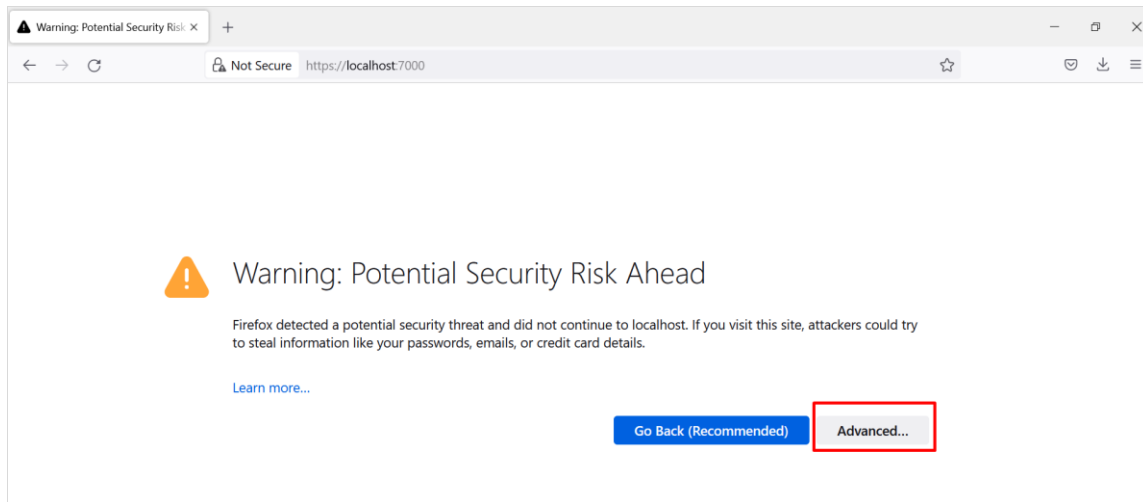 Warning: Potential Security Risk
Not Secure https://localhost:7000
Warning: Potential Security Risk Ahead
Firefox detected a potential security threat and did not continue to localhost. If you visit this site, attackers could try
to steal information like your passwords, emails, or credit card details.
Learn more...
Go Back (Recommended) Advanced...